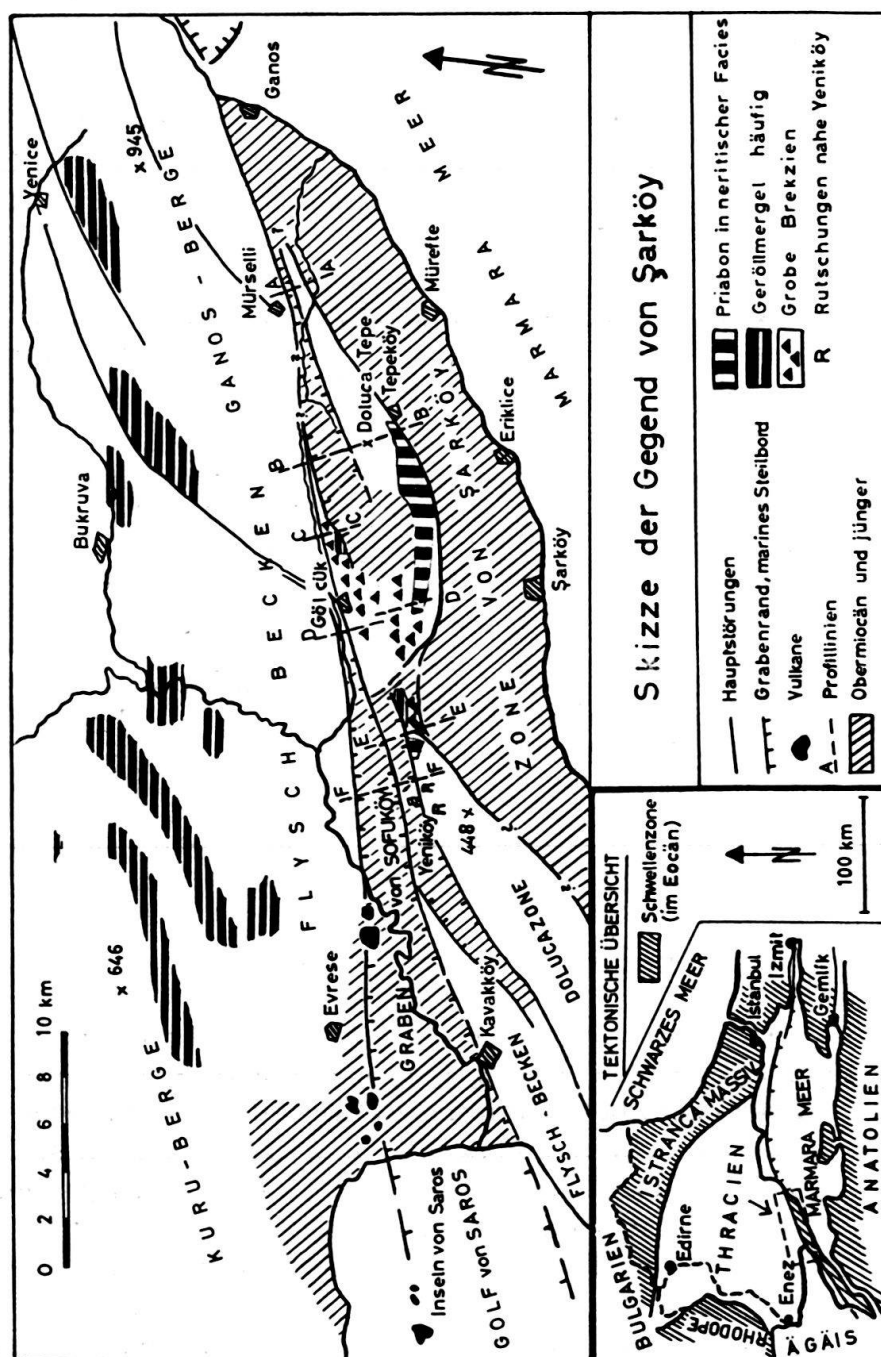 Skizze der Gegend von Şarköy
0 2 4 6 8 10 km
KURU-BERGE
x 646
Bukruva
Yenice
x 945
GANOS-BERGE
Ganos
N
FLYSCH BECKEN
Evrese
Mürselli
Gölcük
Doluca Tepe
x
Tepeköy
GRABEN von SOFUKÖY
Yeniköy
R R R
448 x
Kavakköy
Inseln von Saros
GOLF von SAROS
FLYSCH-BECKEN
DOLUCAZONE
ZONE VON ŞARKÖY
Mürefte
Eriklice
Şarköy
MARMARA MEER
A
A
B
B
C
C
D
D
E
E
F
F
?
?
?
?
?
?
Hauptstörungen
Grabenrand, marines Steilbord
Vulkane
A Profillinien
Obermiocän und jünger
Priabon in neritischer Facies
Geröllmergel häufig
Grobe Brekzien
R Rutschungen nahe Yeniköy
TEKTONISCHE ÜBERSICHT
Schwellenzone
(im Eocän)
BULGARIEN
SCHWARZES MEER
ISTRANCA MASSIV
RHODOPE
Edirne
THRACIEN
Istanbul
Izmit
Enez
MARMARA MEER
Gemlik
ÄGÄIS
ANATOLIEN
N
100 km